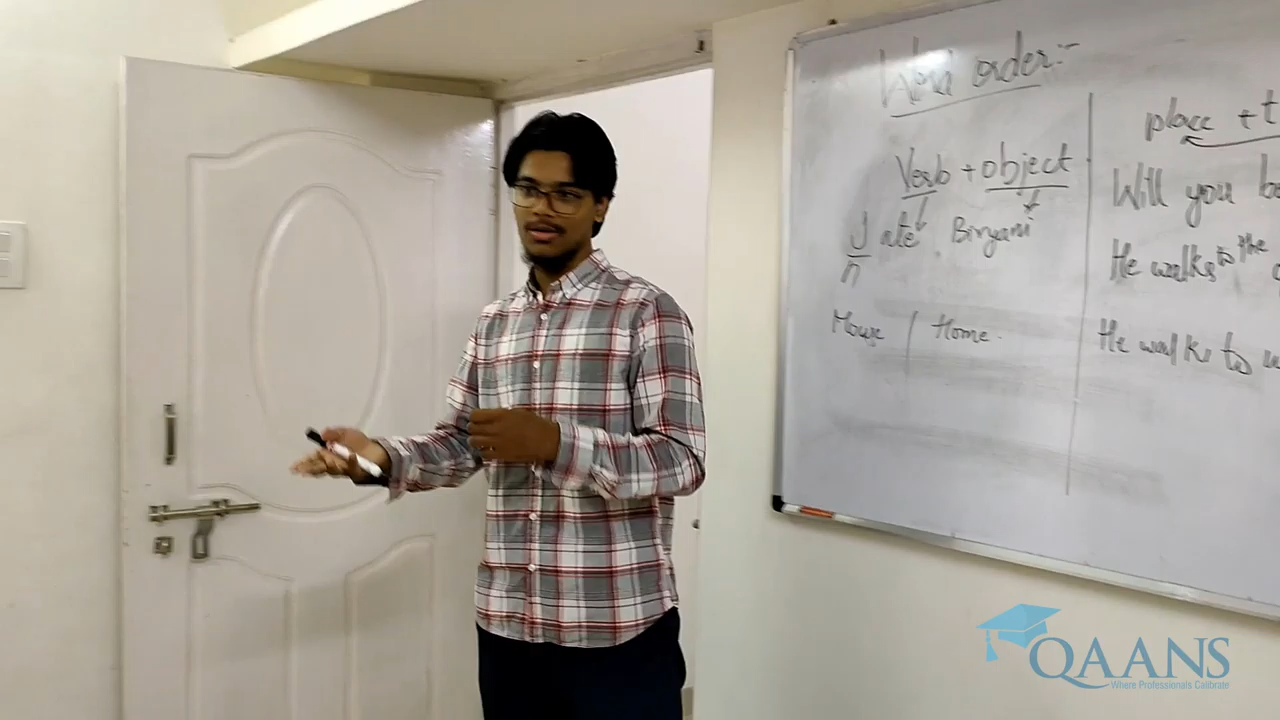 Word order:-
Verb + object
I ate Biryani
n
House / Home.
place + t
Will you b
He walks to the
He walks to
QAANS
Where Professionals Calibrate